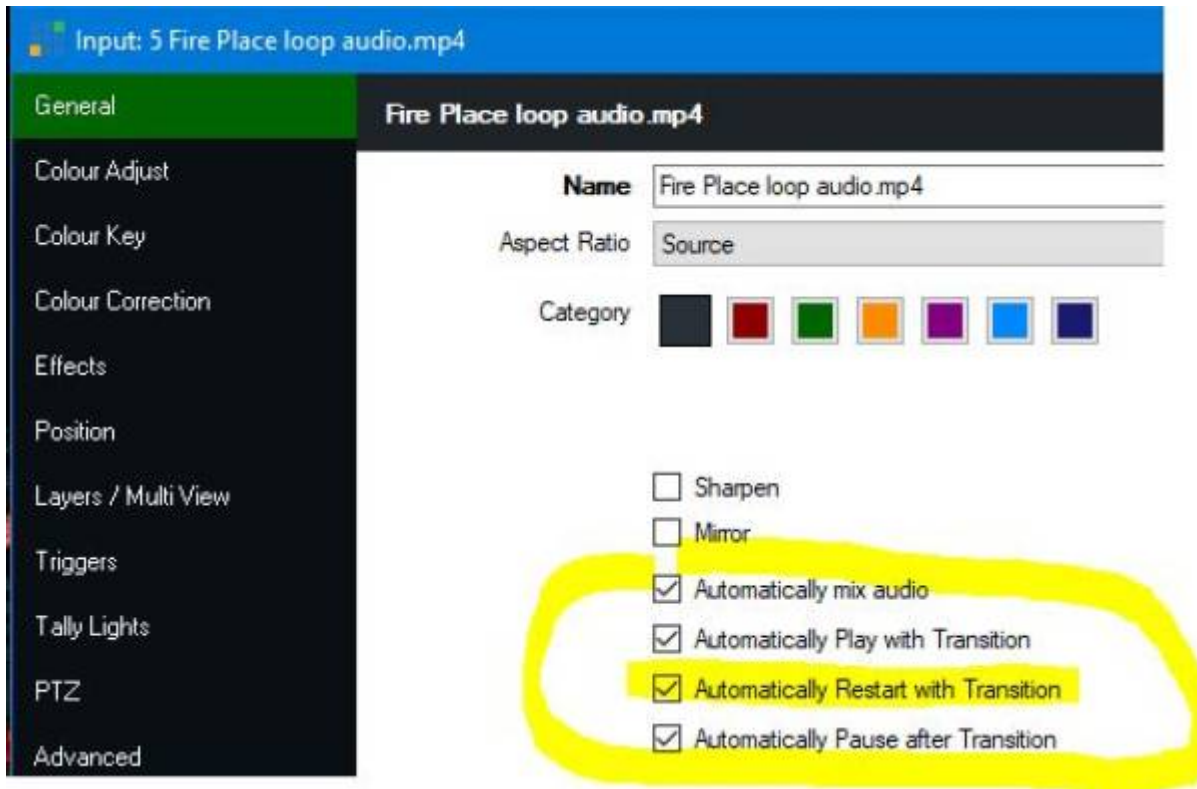 Input: 5 Fire Place loop audio.mp4
General
Fire Place loop audio.mp4
Colour Adjust
Name Fire Place loop audio.mp4
Colour Key
Aspect Ratio Source
Colour Correction
Category
Effects
Position
Layers / Multi View
Sharpen
Mirror
Triggers
Automatically mix audio
Tally Lights
Automatically Play with Transition
PTZ
Automatically Restart with Transition
Advanced
Automatically Pause after Transition